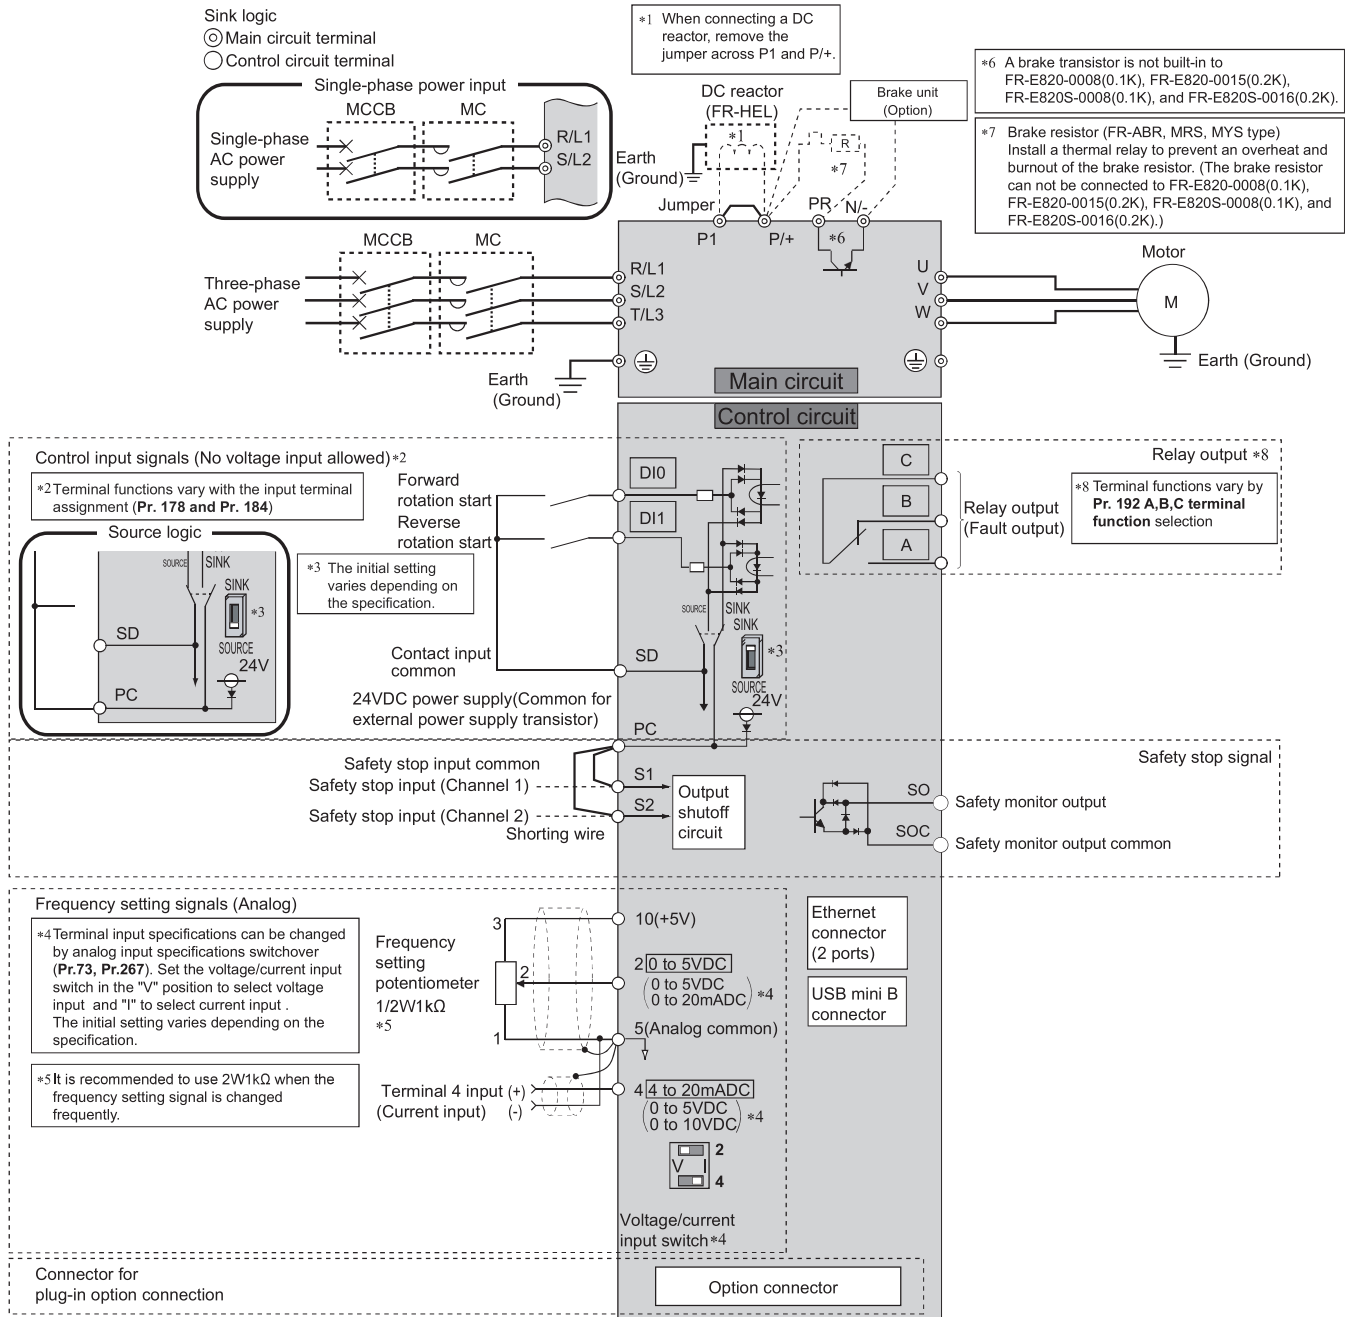 Sink logic
Main circuit terminal
Control circuit terminal
*1 When connecting a DC
reactor, remove the
jumper across P1 and P/+.
*6 A brake transistor is not built-in to
FR-E820-0008(0.1K), FR-E820-0015(0.2K),
FR-E820S-0008(0.1K), and FR-E820S-0016(0.2K).
*7 Brake resistor (FR-ABR, MRS, MYS type)
Install a thermal relay to prevent an overheat and
burnout of the brake resistor. (The brake resistor
can not be connected to FR-E820-0008(0.1K),
FR-E820-0015(0.2K), FR-E820S-0008(0.1K), and
FR-E820S-0016(0.2K).)
Single-phase power input
MCCB
MC
Single-phase
AC power
supply
R/L1
S/L2
DC reactor
(FR-HEL)
*1
Brake unit
(Option)
R
*7
Earth
(Ground)
Jumper
PR
N/-
P1
P/+
*6
MCCB
MC
Three-phase
AC power
supply
R/L1
S/L2
T/L3
U
V
W
Motor
M
Earth (Ground)
Earth
(Ground)
Main circuit
Control circuit
Control input signals (No voltage input allowed)*2
*2 Terminal functions vary with the input terminal
assignment (Pr. 178 and Pr. 184)
Forward
rotation start
Reverse
rotation start
DI0
DI1
Source logic
SOURCE
SINK
SINK
*3
SOURCE
SD
24V
PC
*3 The initial setting
varies depending on
the specification.
SOURCE
SINK
SINK
*3
SOURCE
24V
Contact input
common
SD
24VDC power supply(Common for
external power supply transistor)
PC
C
B
A
Relay output *8
Relay output
(Fault output)
*8 Terminal functions vary by
Pr. 192 A,B,C terminal
function selection
Safety stop signal
Safety stop input common
Safety stop input (Channel 1)
Safety stop input (Channel 2)
Shorting wire
S1
S2
Output
shutoff
circuit
SO
Safety monitor output
SOC
Safety monitor output common
Frequency setting signals (Analog)
*4 Terminal input specifications can be changed
by analog input specifications switchover
(Pr.73, Pr.267). Set the voltage/current input
switch in the "V" position to select voltage
input and "I" to select current input .
The initial setting varies depending on the
specification.
*5 It is recommended to use 2W1kΩ when the
frequency setting signal is changed
frequently.
Frequency
setting
potentiometer
1/2W1kΩ
*5
3
2
1
10(+5V)
2 0 to 5VDC
(0 to 5VDC
0 to 20mADC) *4
5(Analog common)
Terminal 4 input (+)
(Current input) (-)
4 4 to 20mADC
(0 to 5VDC
0 to 10VDC) *4
2
V I
4
Voltage/current
input switch*4
Ethernet
connector
(2 ports)
USB mini B
connector
Connector for
plug-in option connection
Option connector